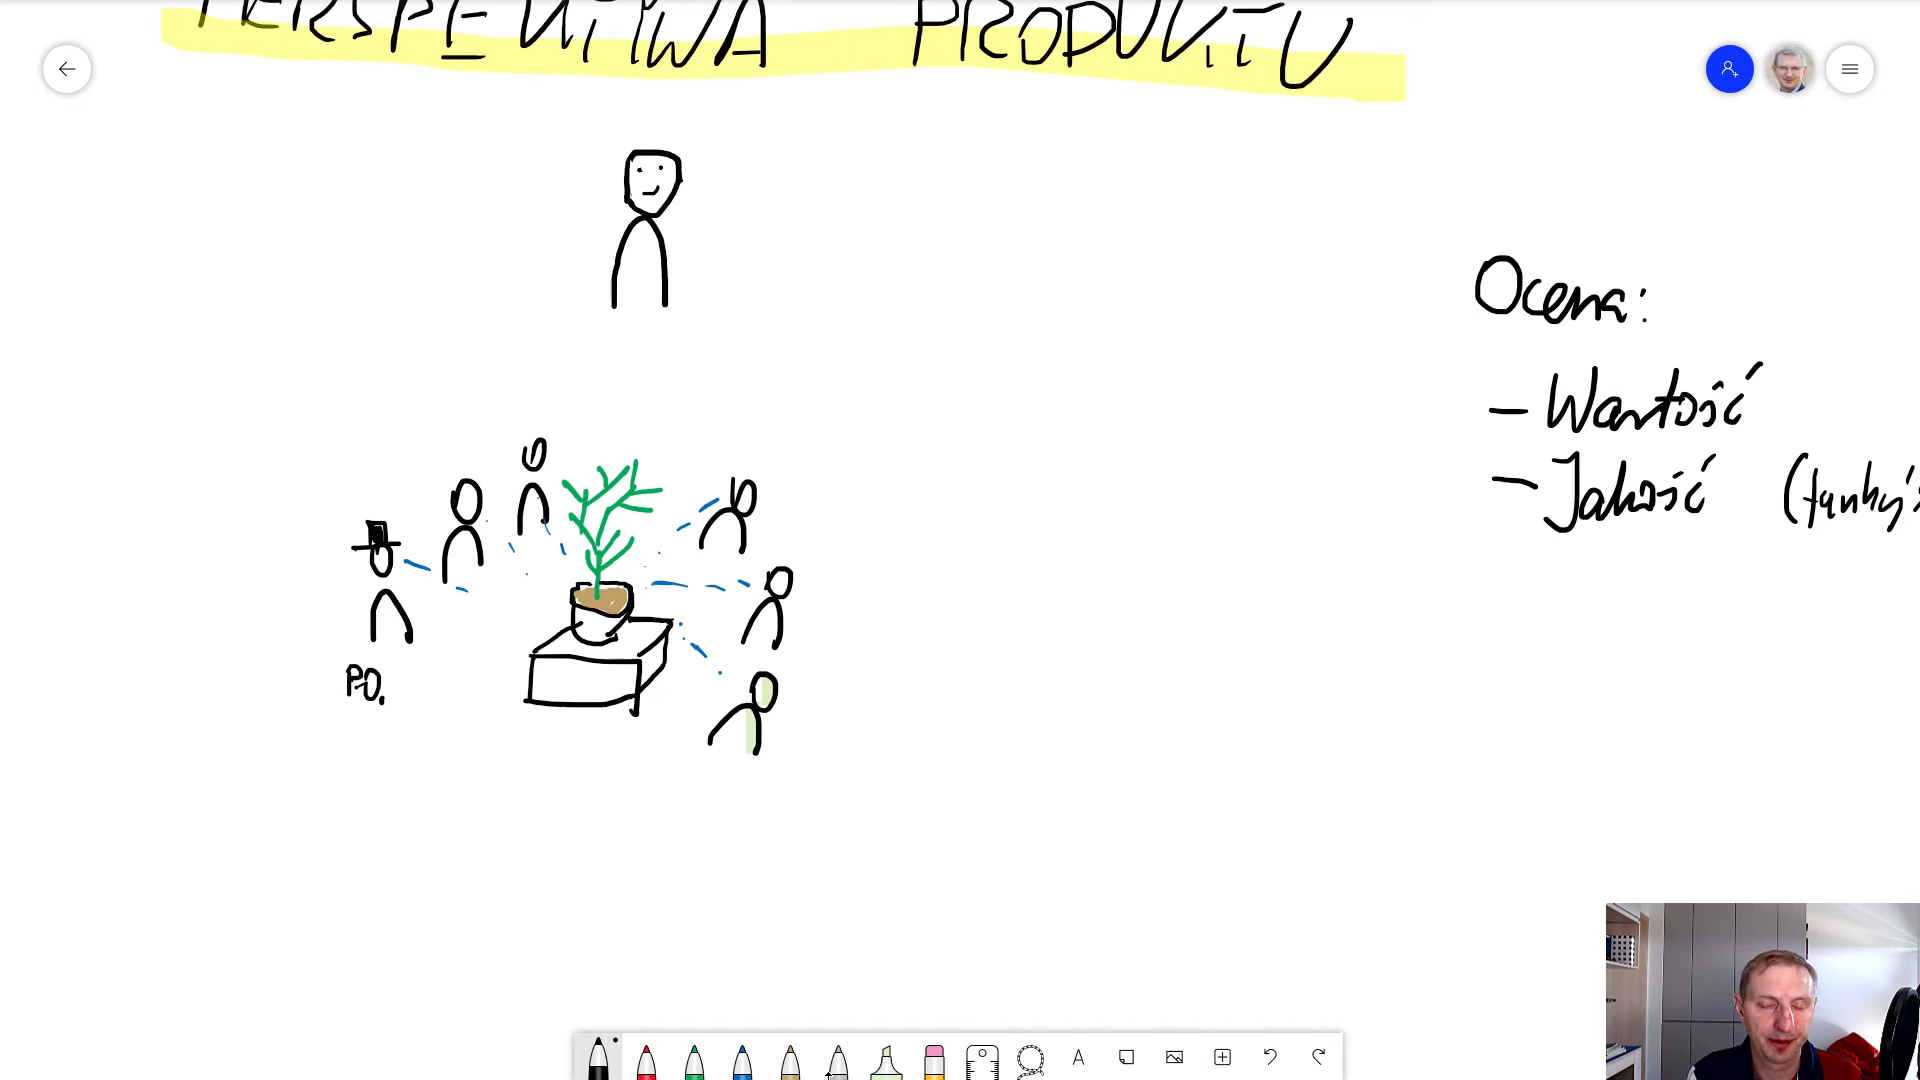 PERSPEKTYWA PRODUKTU
Ocena:
- Wartość
- Jakość
P.O.